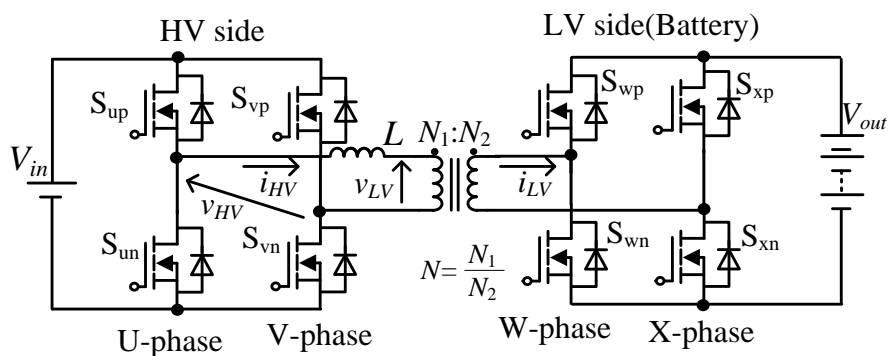 HV side
LV side(Battery)
S_up
S_vp
S_wp
S_xp
V_in
L
N_1:N_2
V_out
i_HV
v_LV
i_LV
v_HV
S_un
S_vn
N = N_1/N_2
S_wn
S_xn
U-phase
V-phase
W-phase
X-phase